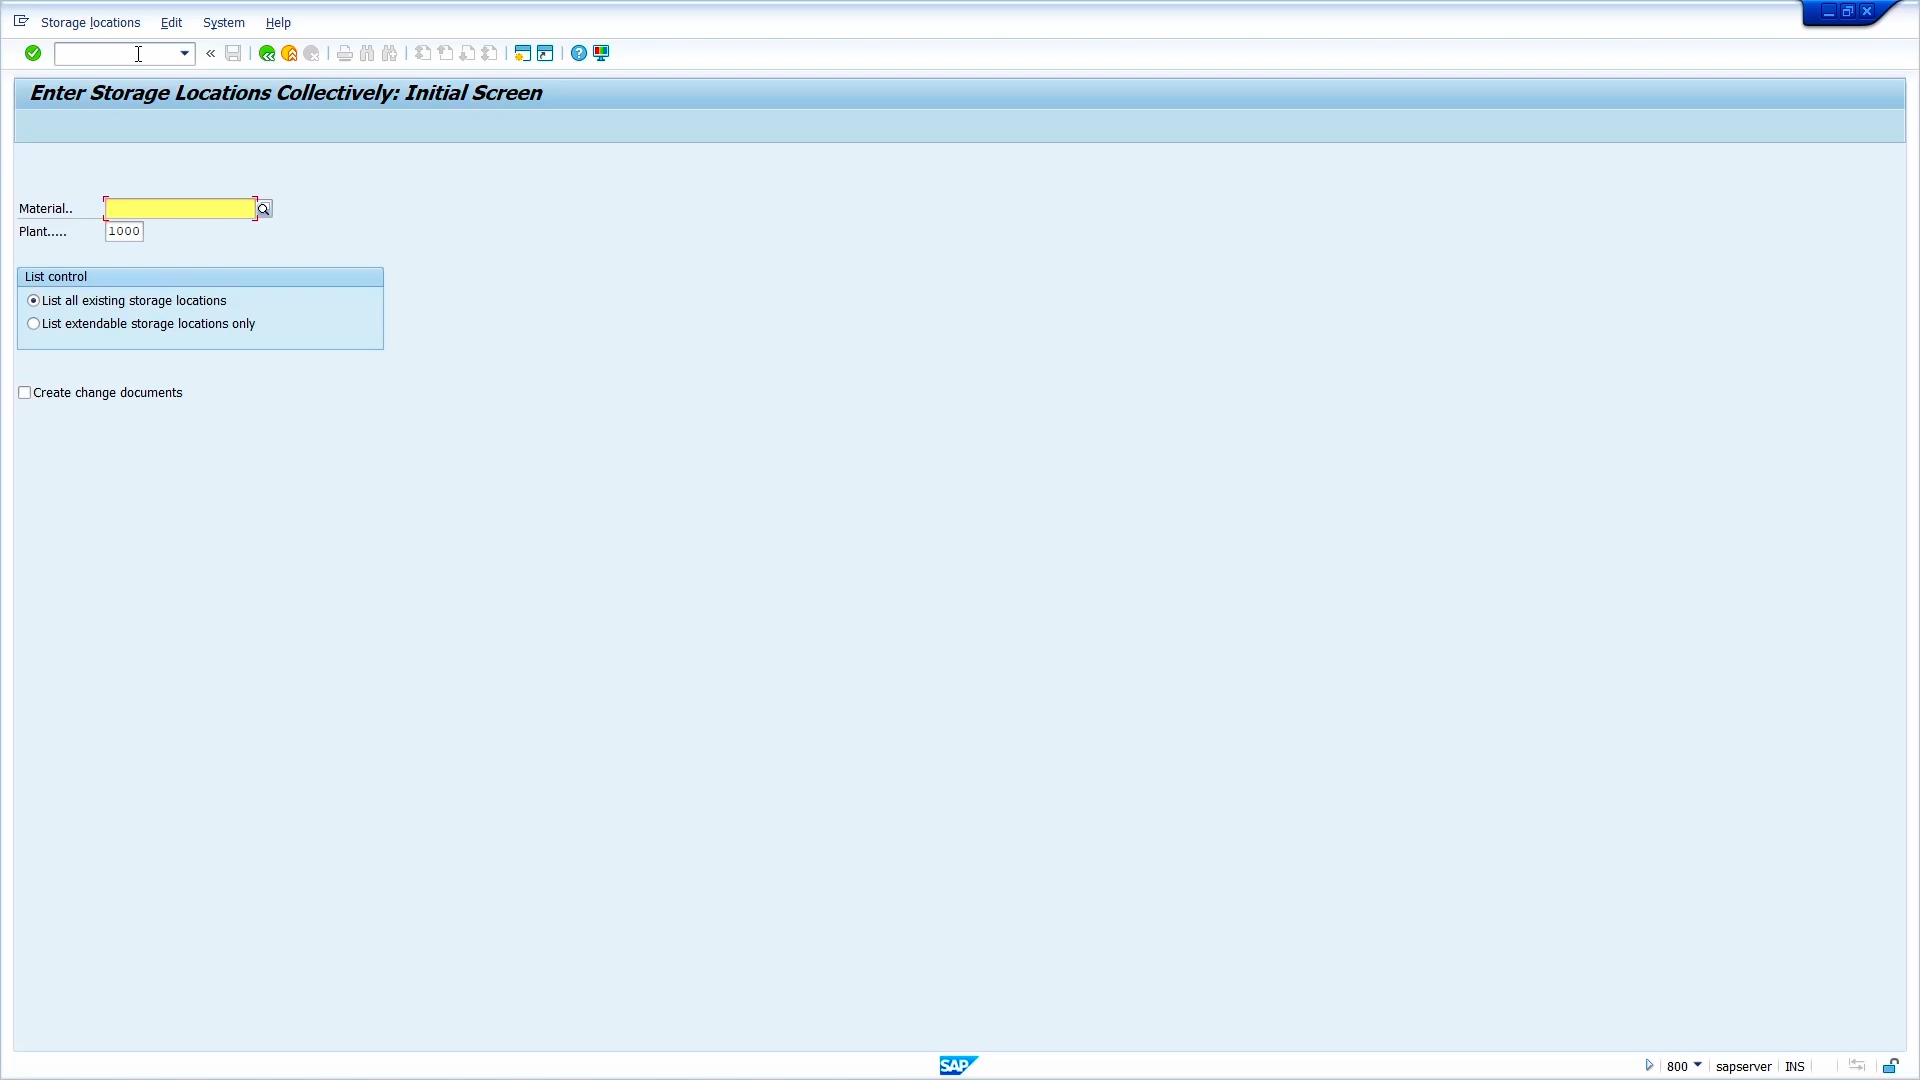 Storage locations Edit System Help
Enter Storage Locations Collectively: Initial Screen
Material..
Plant..... 1000
List control
List all existing storage locations
List extendable storage locations only
Create change documents
SAP 800 sapserver INS